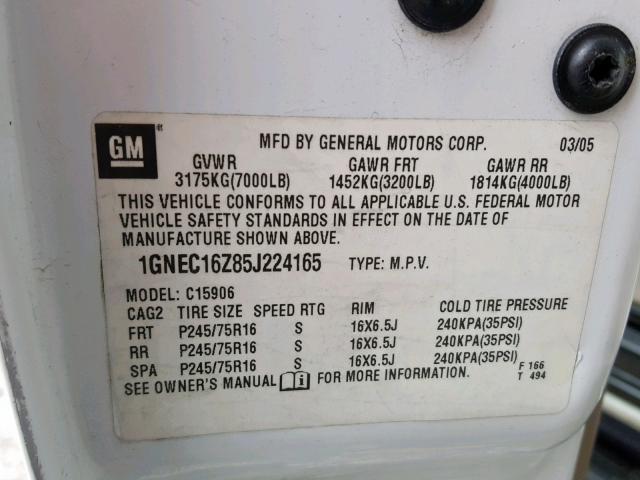 GM
MFD BY GENERAL MOTORS CORP. 03/05
GVWR GAWR FRT GAWR RR
3175KG(7000LB) 1452KG(3200LB) 1814KG(4000LB)
THIS VEHICLE CONFORMS TO ALL APPLICABLE U.S. FEDERAL MOTOR
VEHICLE SAFETY STANDARDS IN EFFECT ON THE DATE OF
MANUFACTURE SHOWN ABOVE.
1GNEC16Z85J224165 TYPE: M.P.V.
MODEL: C15906
CAG2 TIRE SIZE SPEED RTG RIM COLD TIRE PRESSURE
FRT P245/75R16 S 16X6.5J 240KPA(35PSI)
RR P245/75R16 S 16X6.5J 240KPA(35PSI)
SPA P245/75R16 S 16X6.5J 240KPA(35PSI)
SEE OWNER'S MANUAL i FOR MORE INFORMATION.
F 166
T 494